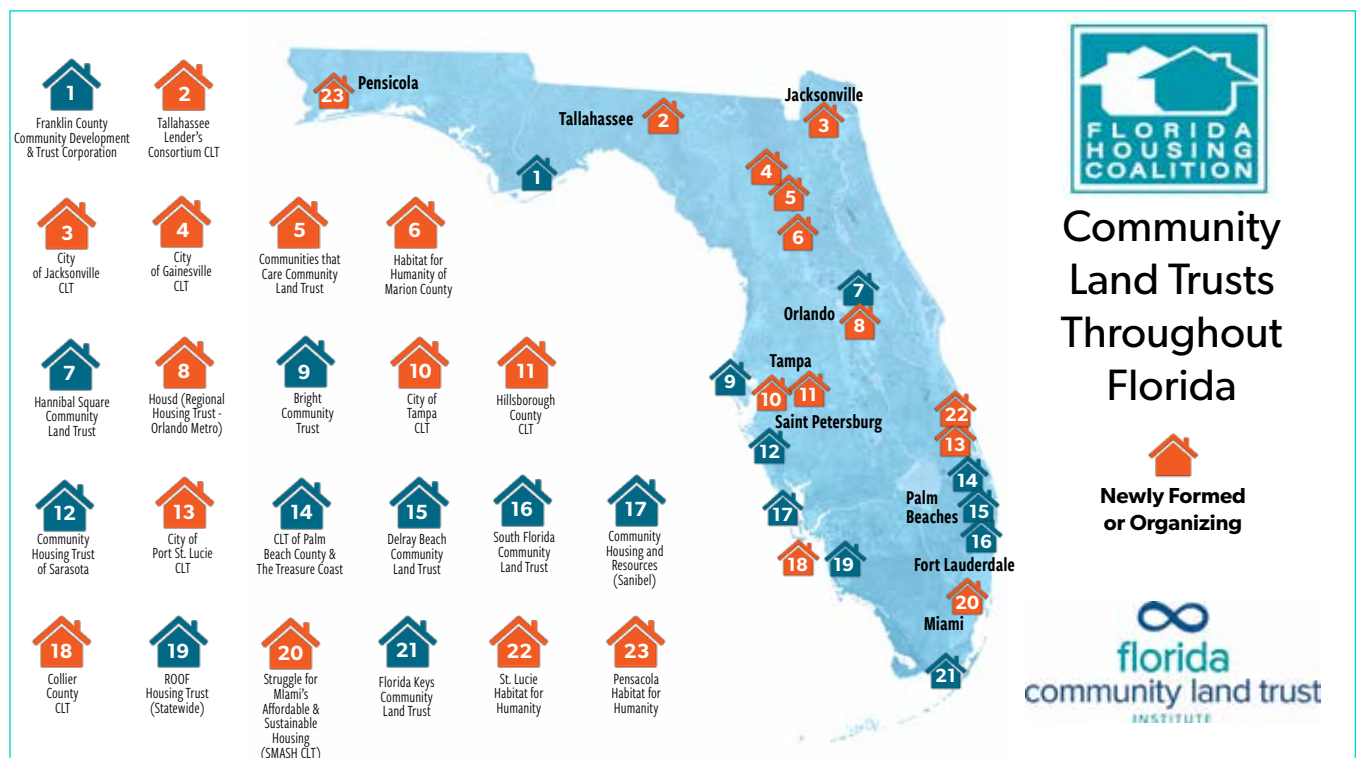 1
Franklin County
Community Development
& Trust Corporation
2
Tallahassee
Lender's
Consortium CLT
3
City
of Jacksonville
CLT
4
City
of Gainesville
CLT
5
Communities that
Care Community
Land Trust
6
Habitat for
Humanity of
Marion County
7
Hannibal Square
Community
Land Trust
8
Housd (Regional
Housing Trust -
Orlando Metro)
9
Bright
Community
Trust
10
City of
Tampa
CLT
11
Hillsborough
County
CLT
12
Community
Housing Trust
of Sarasota
13
City of
Port St. Lucie
CLT
14
CLT of Palm
Beach County &
The Treasure Coast
15
Delray Beach
Community
Land Trust
16
South Florida
Community
Land Trust
17
Community
Housing and
Resources
(Sanibel)
18
Collier
County
CLT
19
ROOF
Housing Trust
(Statewide)
20
Struggle for
MIami's
Affordable &
Sustainable
Housing
(SMASH CLT)
21
Florida Keys
Community
Land Trust
22
St. Lucie
Habitat for
Humanity
23
Pensacola
Habitat for
Humanity
23
Pensicola
Tallahassee
2
Jacksonville
3
1
4
5
6
7
Orlando
8
Tampa
9
10
11
Saint Petersburg
12
22
13
14
Palm
Beaches
15
16
17
18
19
Fort Lauderdale
20
Miami
21
FLORIDA
HOUSING
COALITION
Community
Land Trusts
Throughout
Florida
Newly Formed
or Organizing
florida
community land trust
INSTITUTE